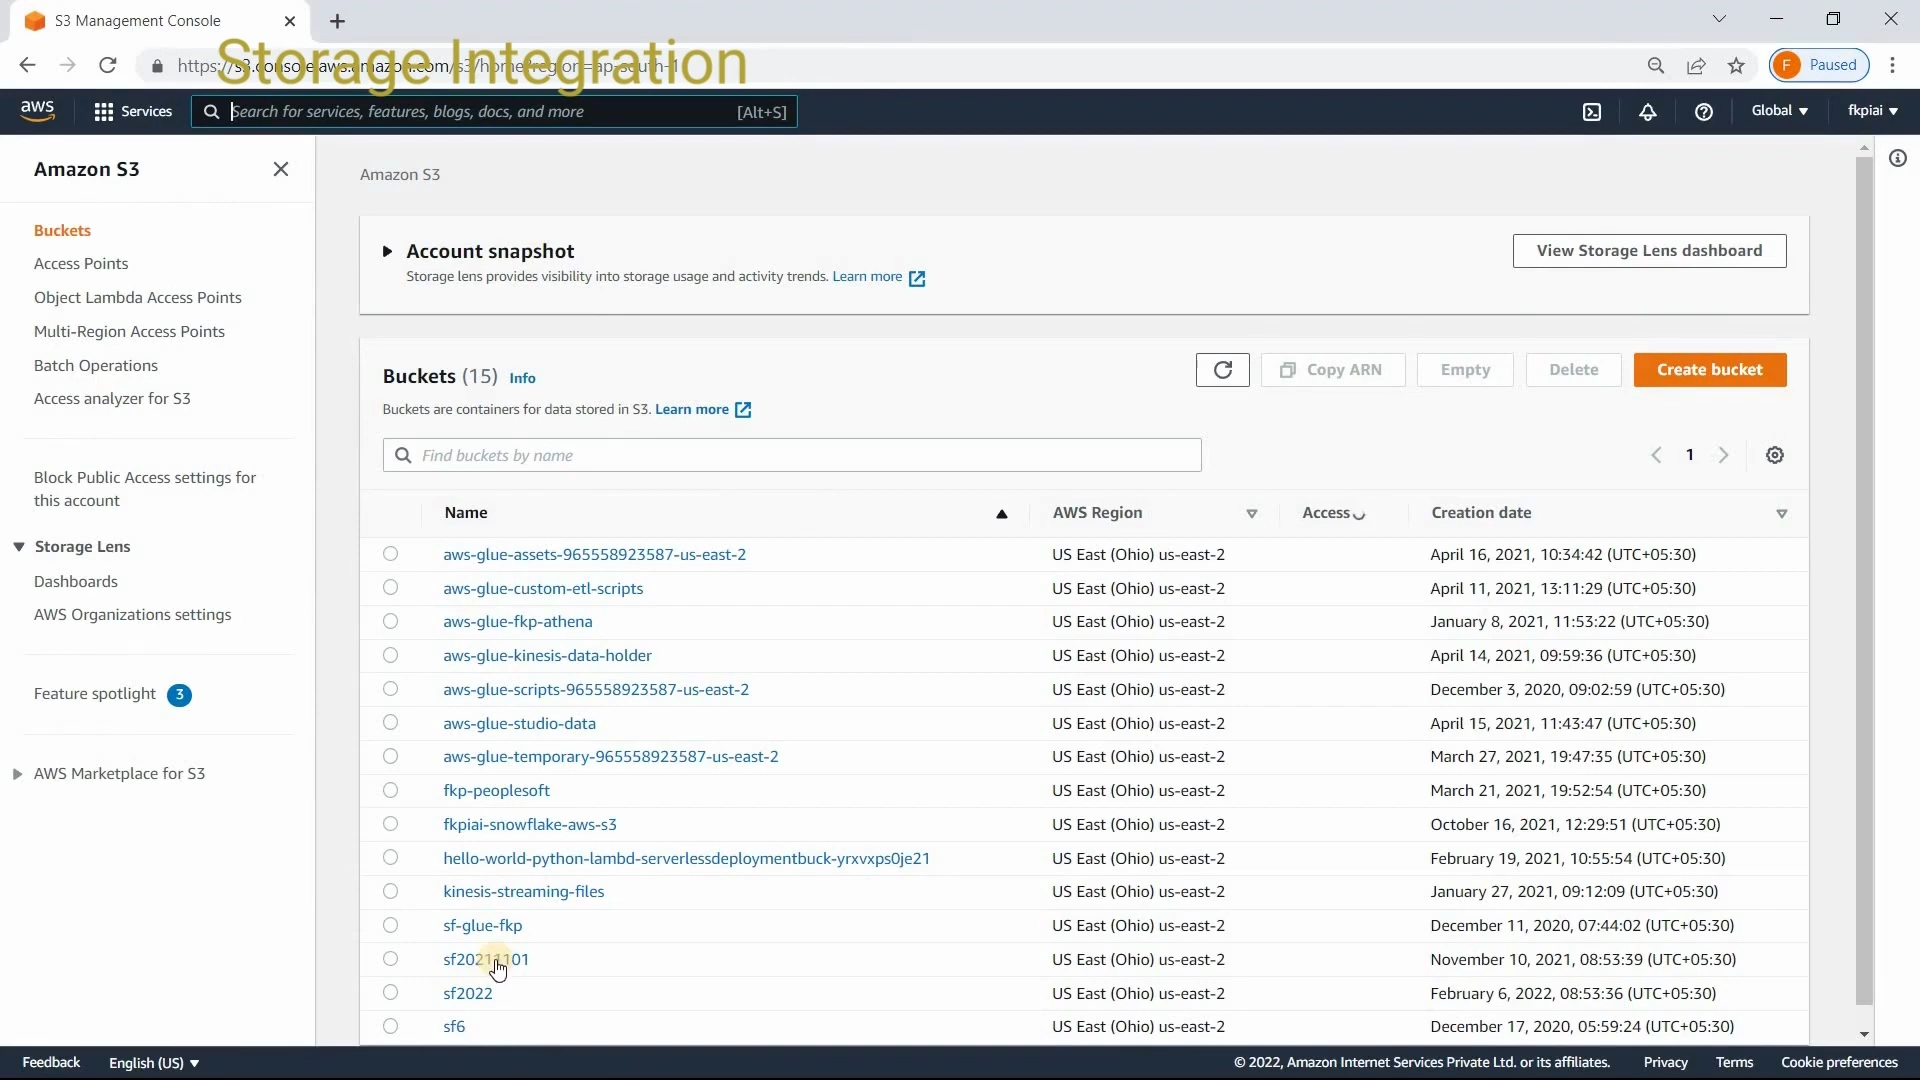 S3 Management Console
https://s3.console.aws.amazon.com/s3/home?region=ap-south-1
Storage Integration
Paused
F
aws
Services
Search for services, features, blogs, docs, and more
[Alt+S]
Global
fkpiai
Amazon S3
Buckets
Access Points
Object Lambda Access Points
Multi-Region Access Points
Batch Operations
Access analyzer for S3
Block Public Access settings for
this account
Storage Lens
Dashboards
AWS Organizations settings
Feature spotlight 3
AWS Marketplace for S3
Amazon S3
Account snapshot
Storage lens provides visibility into storage usage and activity trends. Learn more
View Storage Lens dashboard
Buckets (15) Info
Buckets are containers for data stored in S3. Learn more
Copy ARN
Empty
Delete
Create bucket
Find buckets by name
1
Name AWS Region Access Creation date
aws-glue-assets-965558923587-us-east-2 US East (Ohio) us-east-2 April 16, 2021, 10:34:42 (UTC+05:30)
aws-glue-custom-etl-scripts US East (Ohio) us-east-2 April 11, 2021, 13:11:29 (UTC+05:30)
aws-glue-fkp-athena US East (Ohio) us-east-2 January 8, 2021, 11:53:22 (UTC+05:30)
aws-glue-kinesis-data-holder US East (Ohio) us-east-2 April 14, 2021, 09:59:36 (UTC+05:30)
aws-glue-scripts-965558923587-us-east-2 US East (Ohio) us-east-2 December 3, 2020, 09:02:59 (UTC+05:30)
aws-glue-studio-data US East (Ohio) us-east-2 April 15, 2021, 11:43:47 (UTC+05:30)
aws-glue-temporary-965558923587-us-east-2 US East (Ohio) us-east-2 March 27, 2021, 19:47:35 (UTC+05:30)
fkp-peoplesoft US East (Ohio) us-east-2 March 21, 2021, 19:52:54 (UTC+05:30)
fkpiai-snowflake-aws-s3 US East (Ohio) us-east-2 October 16, 2021, 12:29:51 (UTC+05:30)
hello-world-python-lambd-serverlessdeploymentbuck-yrxvxps0je21 US East (Ohio) us-east-2 February 19, 2021, 10:55:54 (UTC+05:30)
kinesis-streaming-files US East (Ohio) us-east-2 January 27, 2021, 09:12:09 (UTC+05:30)
sf-glue-fkp US East (Ohio) us-east-2 December 11, 2020, 07:44:02 (UTC+05:30)
sf20211101 US East (Ohio) us-east-2 November 10, 2021, 08:53:39 (UTC+05:30)
sf2022 US East (Ohio) us-east-2 February 6, 2022, 08:53:36 (UTC+05:30)
sf6 US East (Ohio) us-east-2 December 17, 2020, 05:59:24 (UTC+05:30)
Feedback English (US) © 2022, Amazon Internet Services Private Ltd. or its affiliates. Privacy Terms Cookie preferences